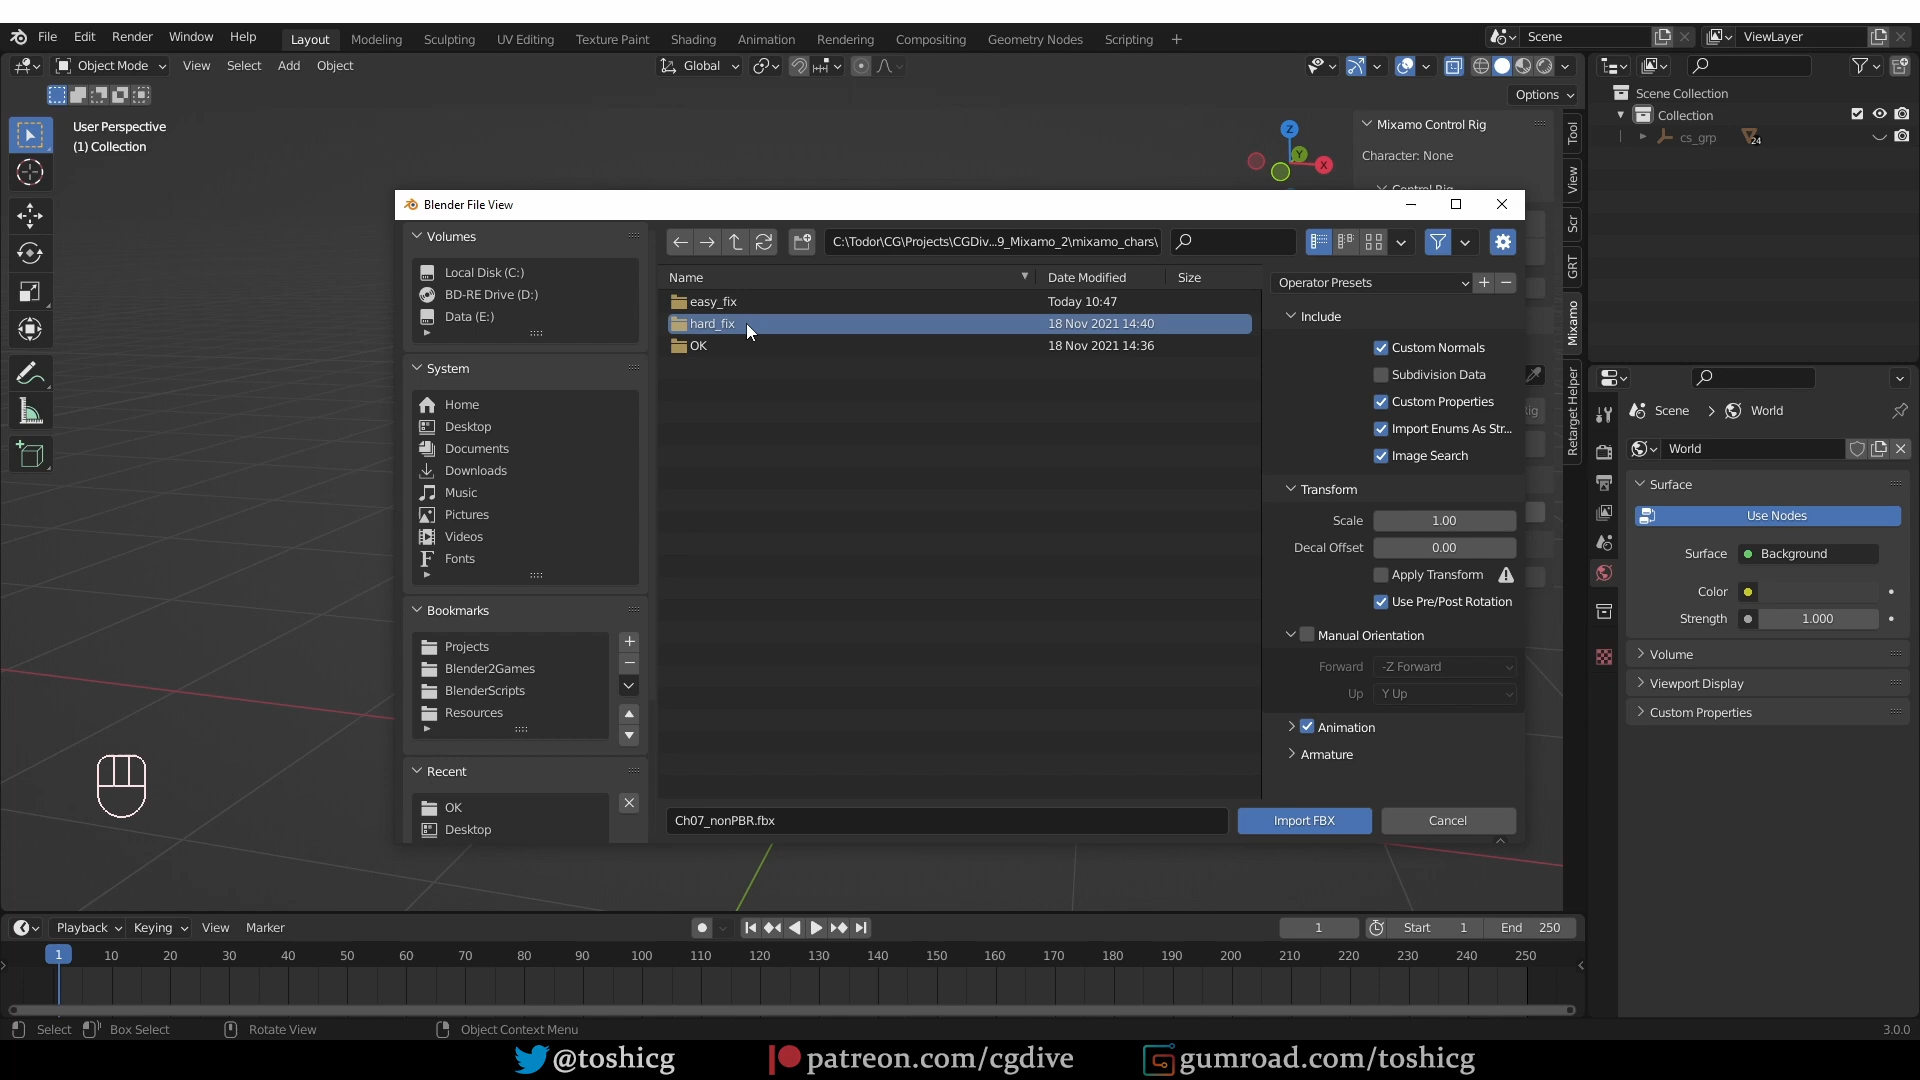 File Edit Render Window Help Layout Modeling Sculpting UV Editing Texture Paint Shading Animation Rendering Compositing Geometry Nodes Scripting Scene ViewLayer
Object Mode View Select Add Object Global
Options
User Perspective
(1) Collection
Mixamo Control Rig
Character: None
Tool
View
Scr
GRT
Mixamo
Retarget Helper
Scene Collection
Collection
cs_grp 24
Blender File View
Volumes
Local Disk (C:)
BD-RE Drive (D:)
Data (E:)
System
Home
Desktop
Documents
Downloads
Music
Pictures
Videos
Fonts
Bookmarks
Projects
Blender2Games
BlenderScripts
Resources
Recent
OK
Desktop
C:\Todor\CG\Projects\CGDiv...9_Mixamo_2\mixamo_chars\
Name Date Modified Size
easy_fix Today 10:47
hard_fix 18 Nov 2021 14:40
OK 18 Nov 2021 14:36
Operator Presets
Include
Custom Normals
Subdivision Data
Custom Properties
Import Enums As Str...
Image Search
Transform
Scale 1.00
Decal Offset 0.00
Apply Transform
Use Pre/Post Rotation
Manual Orientation
Forward -Z Forward
Up Y Up
Animation
Armature
Ch07_nonPBR.fbx Import FBX Cancel
Scene World
World
Surface
Use Nodes
Surface Background
Color
Strength 1.000
Volume
Viewport Display
Custom Properties
Playback Keying View Marker 1 Start 1 End 250
1 10 20 30 40 50 60 70 80 90 100 110 120 130 140 150 160 170 180 190 200 210 220 230 240 250
Select Box Select Rotate View Object Context Menu 3.0.0
@toshicg patreon.com/cgdive gumroad.com/toshicg